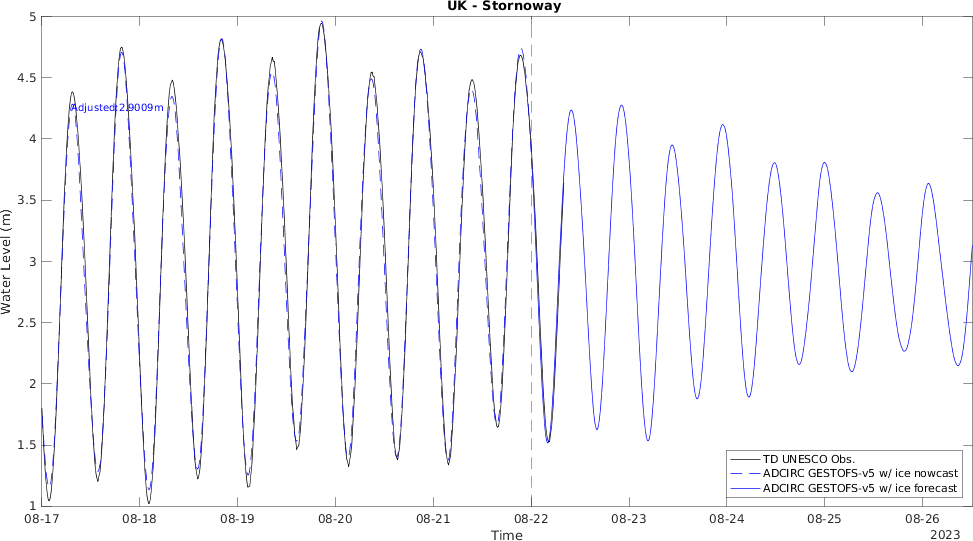 UK - Stornoway
Water Level (m)
5
4.5
4
3.5
3
2.5
2
1.5
1
Adjusted:2.9009m
TD UNESCO Obs.
ADCIRC GESTOFS-v5 w/ ice nowcast
ADCIRC GESTOFS-v5 w/ ice forecast
08-17 08-18 08-19 08-20 08-21 08-22 08-23 08-24 08-25 08-26
Time
2023